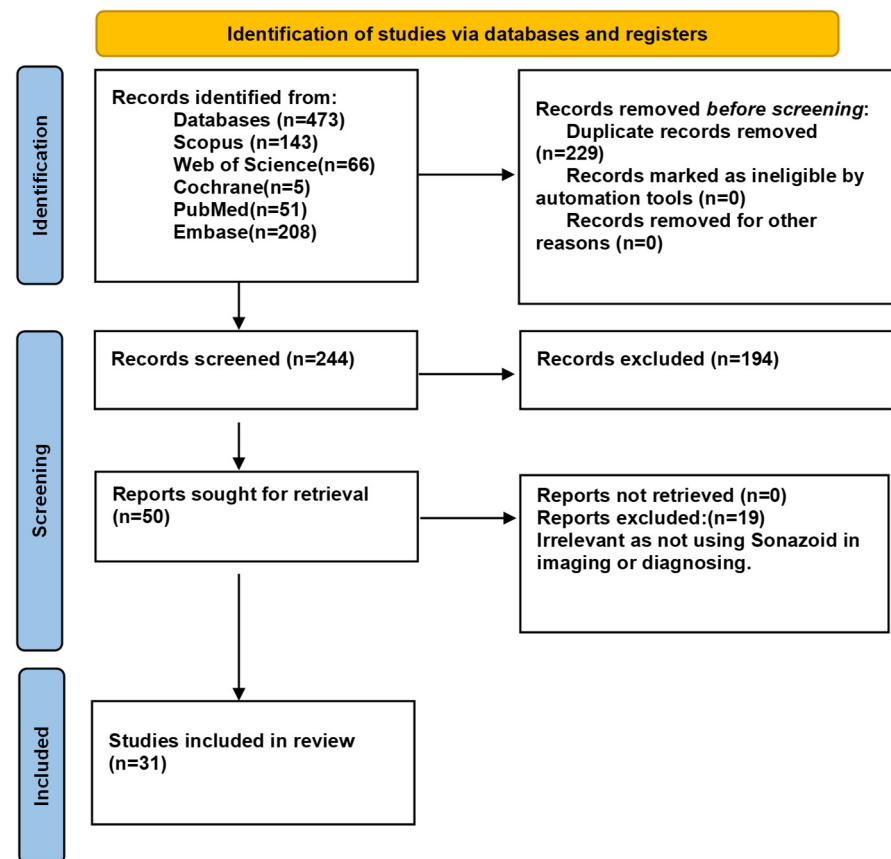 Identification of studies via databases and registers
Identification
Records identified from:
Databases (n=473)
Scopus (n=143)
Web of Science(n=66)
Cochrane(n=5)
PubMed(n=51)
Embase(n=208)
Records removed before screening:
Duplicate records removed
(n=229)
Records marked as ineligible by
automation tools (n=0)
Records removed for other
reasons (n=0)
Screening
Records screened (n=244)
Records excluded (n=194)
Reports sought for retrieval
(n=50)
Reports not retrieved (n=0)
Reports excluded:(n=19)
Irrelevant as not using Sonazoid in
imaging or diagnosing.
Included
Studies included in review
(n=31)